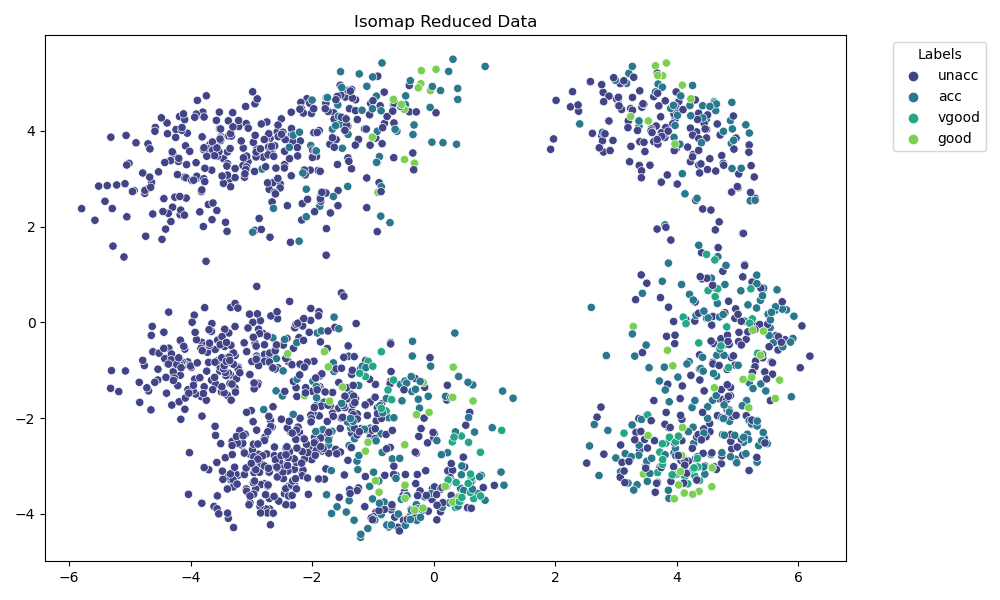 Isomap Reduced Data
Labels
unacc
acc
vgood
good
4
2
0
−2
−4
−6 −4 −2 0 2 4 6